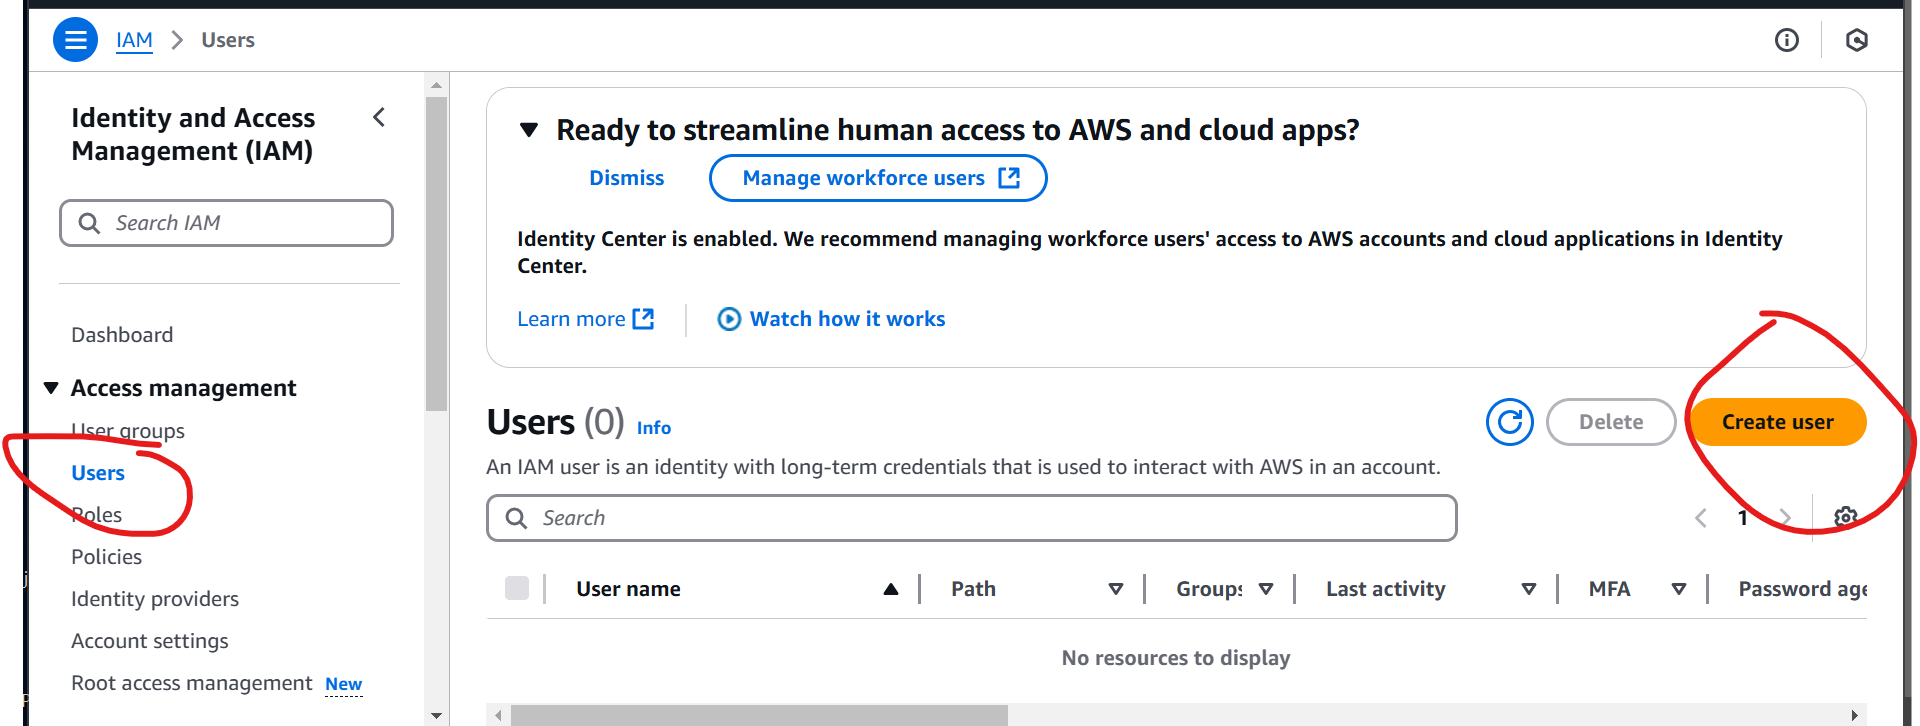 IAM > Users
Identity and Access
Management (IAM)
Search IAM
Dashboard
Access management
User groups
Users
Roles
Policies
Identity providers
Account settings
Root access management New
Ready to streamline human access to AWS and cloud apps?
Dismiss Manage workforce users
Identity Center is enabled. We recommend managing workforce users' access to AWS accounts and cloud applications in Identity
Center.
Learn more Watch how it works
Users (0) Info Delete Create user
An IAM user is an identity with long-term credentials that is used to interact with AWS in an account.
Search 1
User name Path Groups Last activity MFA Password age
No resources to display